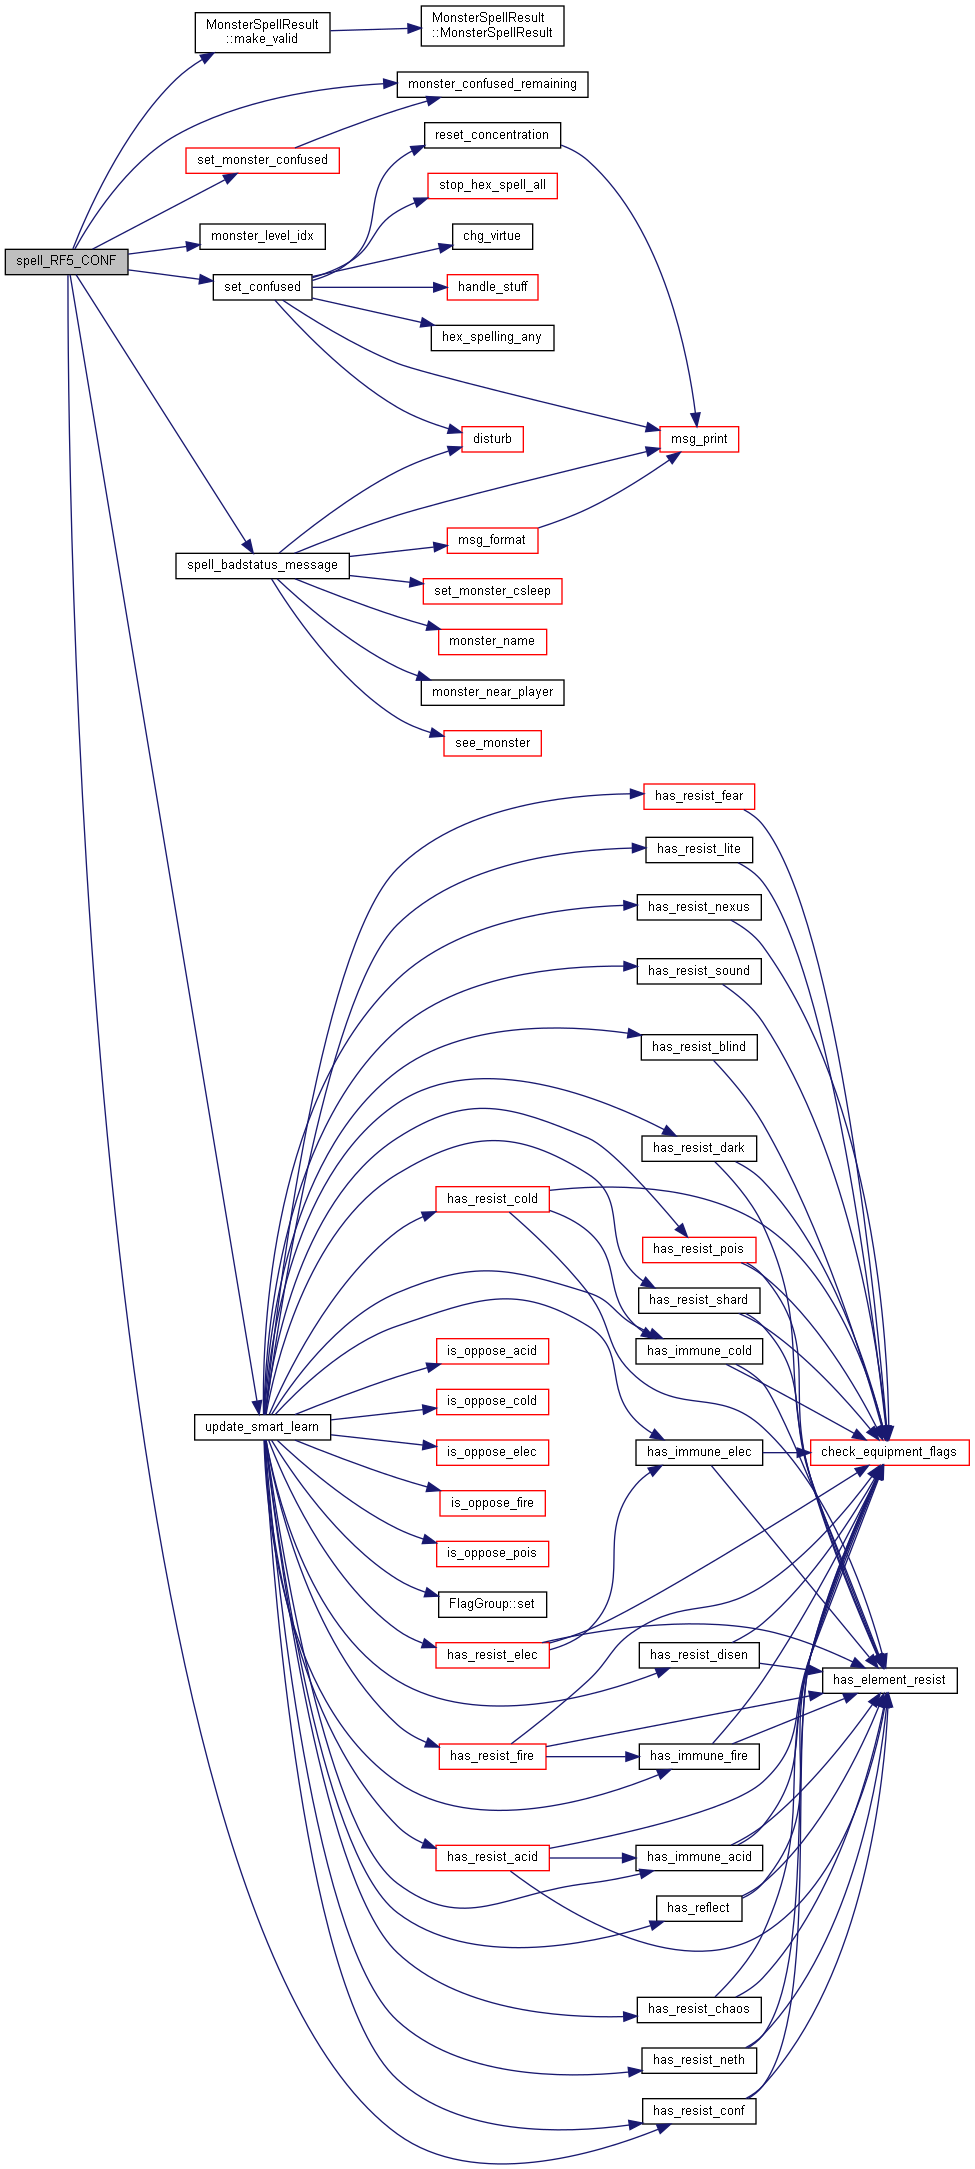 MonsterSpellResult
::make_valid
MonsterSpellResult
::MonsterSpellResult
monster_confused_remaining
reset_concentration
set_monster_confused
stop_hex_spell_all
monster_level_idx
chg_virtue
spell_RF5_CONF
set_confused
handle_stuff
hex_spelling_any
disturb
msg_print
msg_format
spell_badstatus_message
set_monster_csleep
monster_name
monster_near_player
see_monster
has_resist_fear
has_resist_lite
has_resist_nexus
has_resist_sound
has_resist_blind
has_resist_dark
has_resist_cold
has_resist_pois
has_resist_shard
is_oppose_acid
has_immune_cold
is_oppose_cold
update_smart_learn
is_oppose_elec
has_immune_elec
check_equipment_flags
is_oppose_fire
is_oppose_pois
FlagGroup::set
has_resist_elec
has_resist_disen
has_element_resist
has_resist_fire
has_immune_fire
has_resist_acid
has_immune_acid
has_reflect
has_resist_chaos
has_resist_neth
has_resist_conf